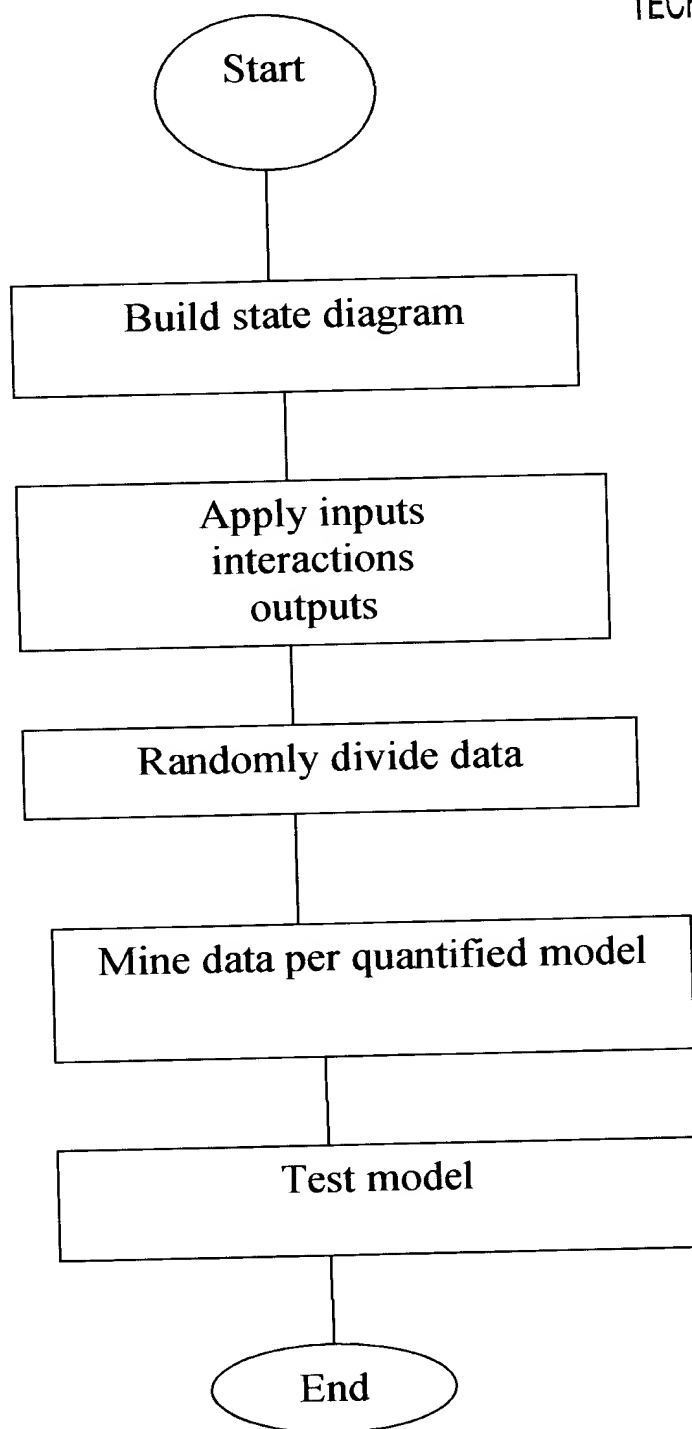 Start
Build state diagram
Apply inputs
interactions
outputs
Randomly divide data
Mine data per quantified model
Test model
End